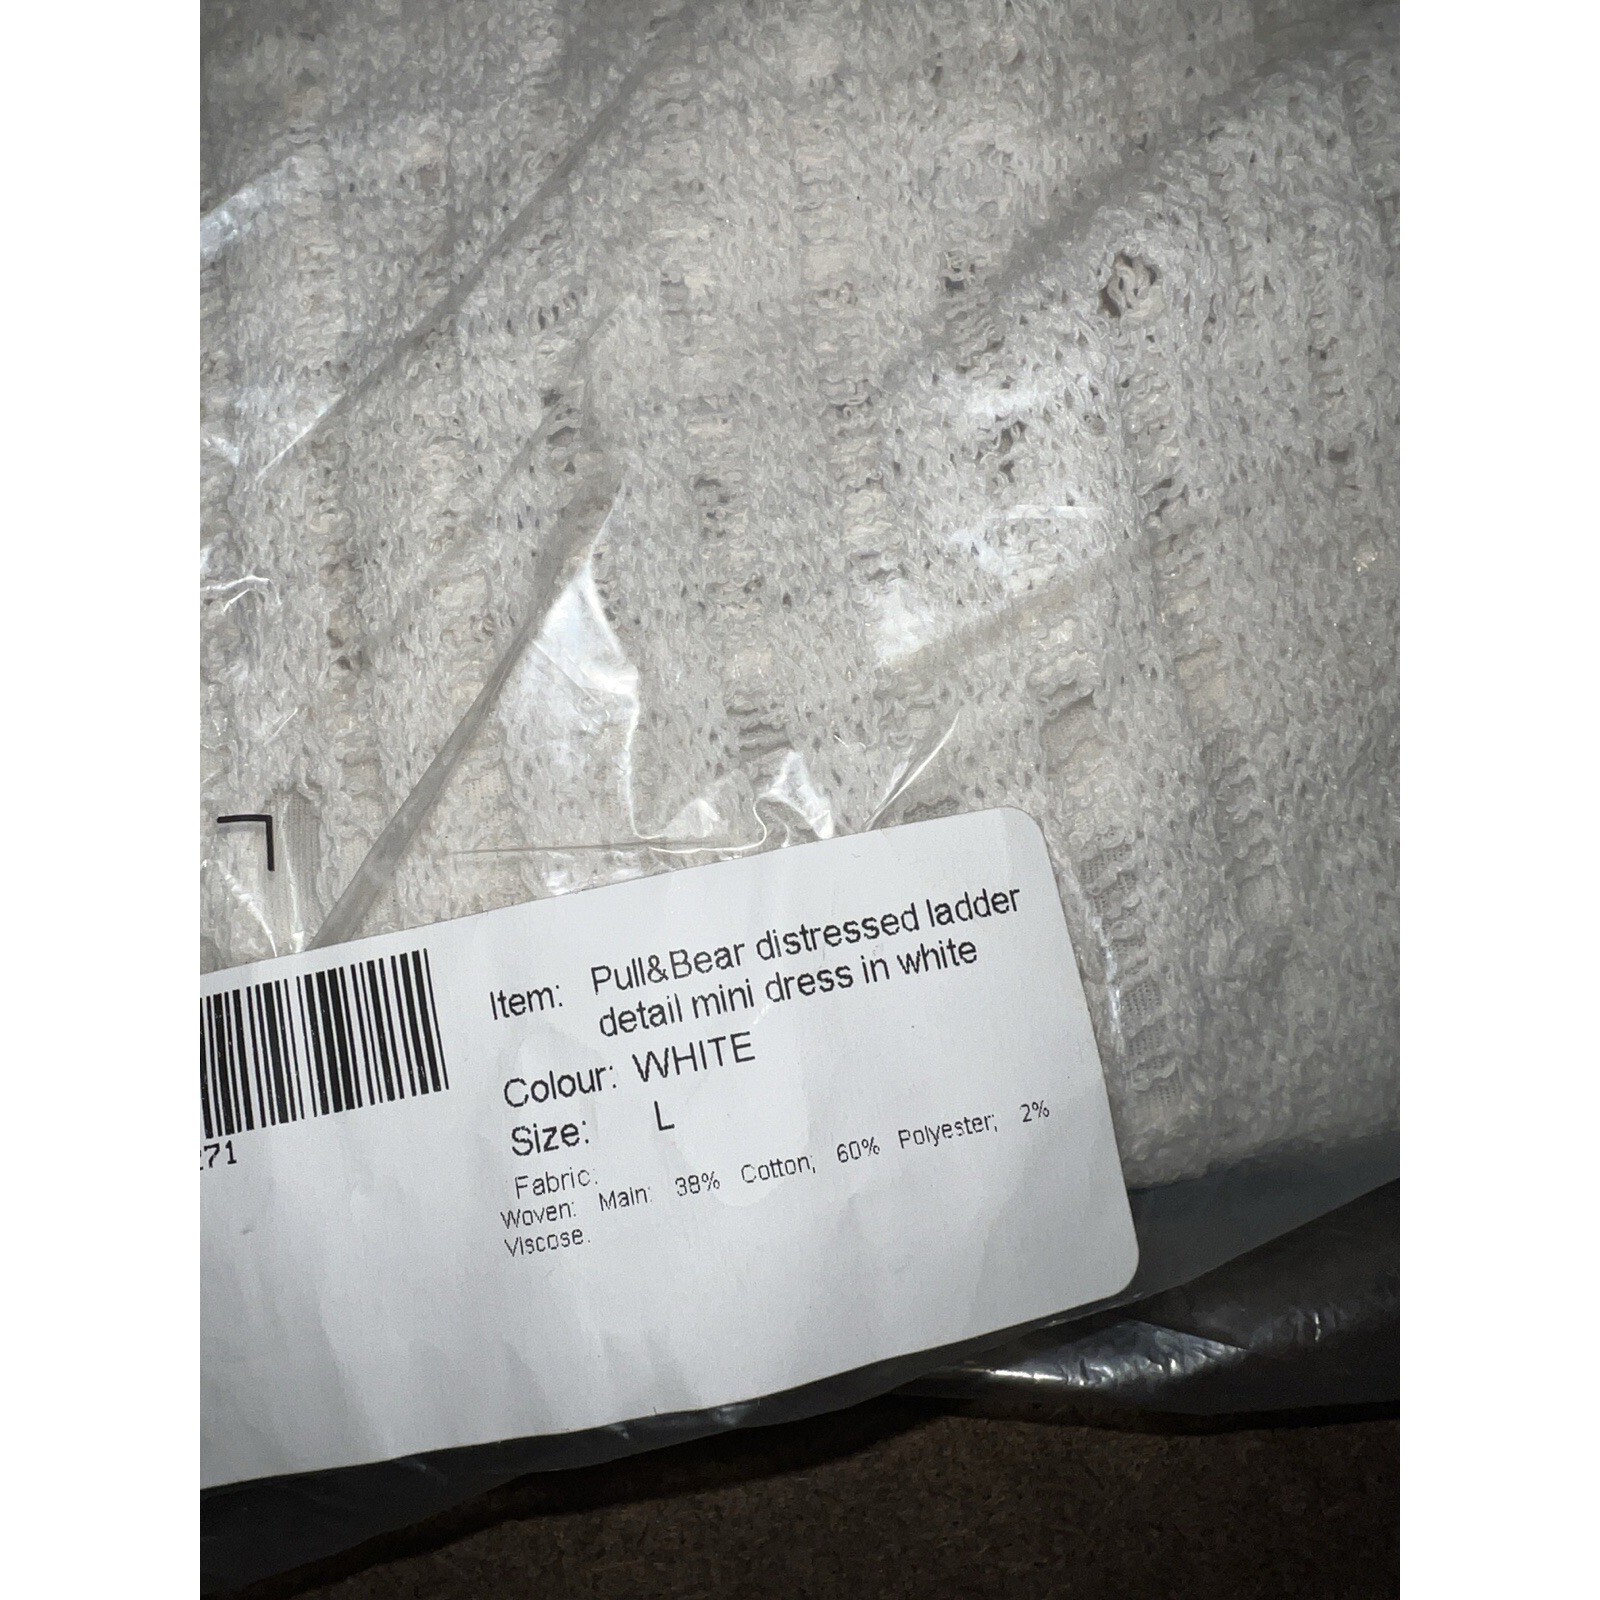 Item: Pull&Bear distressed ladder
detail mini dress in white
Colour: WHITE
Size: L
Fabric:
Woven: Main: 38% Cotton; 60% Polyester; 2%
Viscose.
271